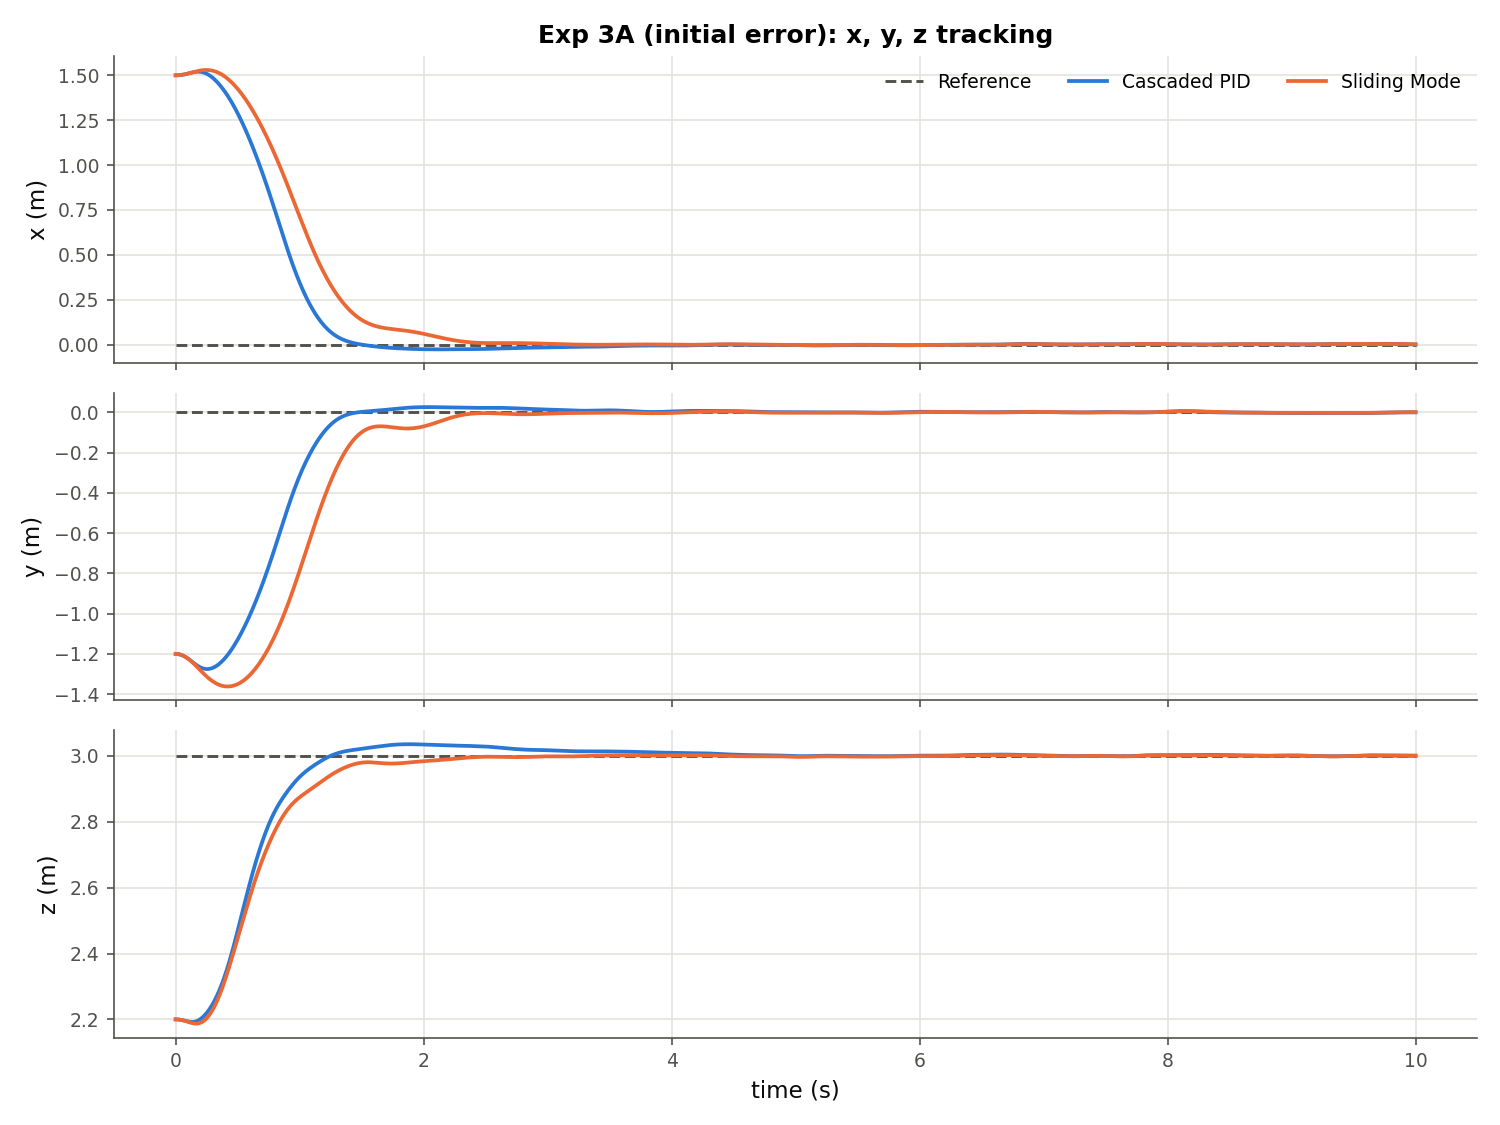 Exp 3A (initial error): x, y, z tracking
Reference Cascaded PID Sliding Mode
x (m)
1.50
1.25
1.00
0.75
0.50
0.25
0.00
y (m)
0.0
−0.2
−0.4
−0.6
−0.8
−1.0
−1.2
−1.4
z (m)
3.0
2.8
2.6
2.4
2.2
0 2 4 6 8 10
time (s)